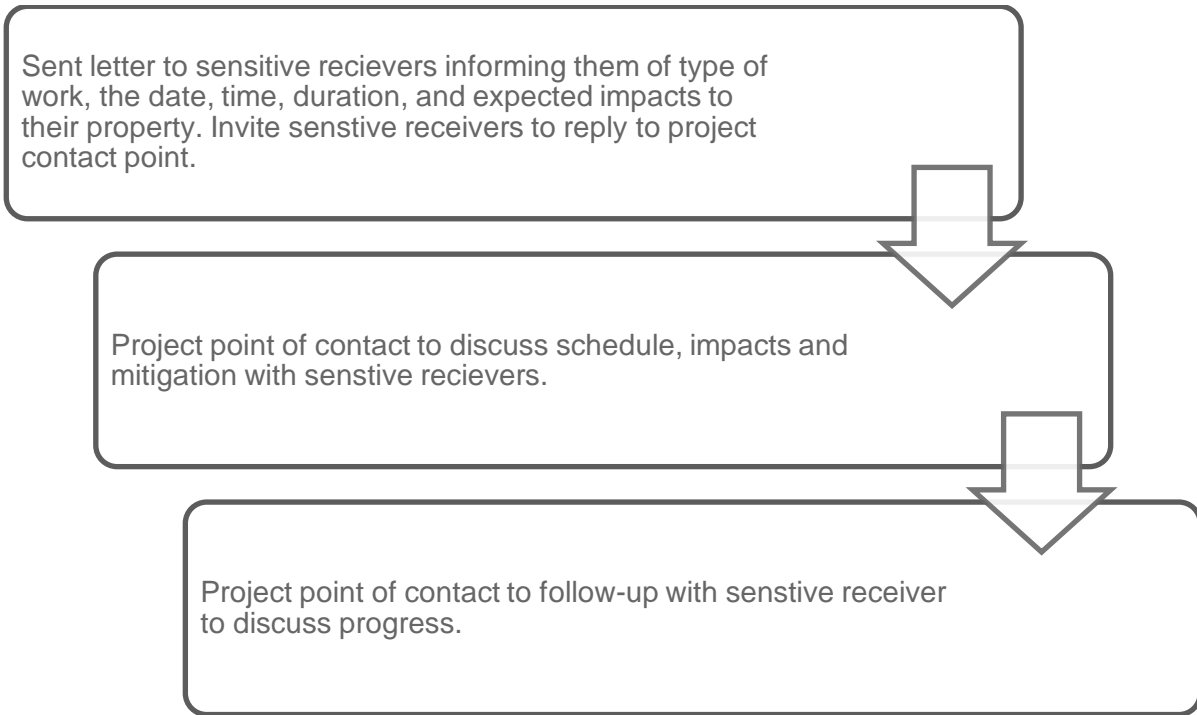 Sent letter to sensitive recievers informing them of type of
work, the date, time, duration, and expected impacts to
their property. Invite senstive receivers to reply to project
contact point.
Project point of contact to discuss schedule, impacts and
mitigation with senstive recievers.
Project point of contact to follow-up with senstive receiver
to discuss progress.